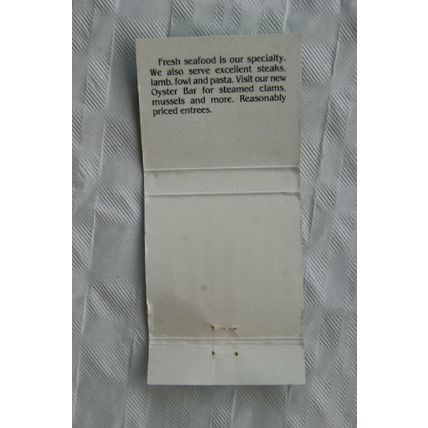 Fresh seafood is our specialty.
We also serve excellent steaks,
lamb, fowl and pasta. Visit our new
Oyster Bar for steamed clams,
mussels and more. Reasonably
priced entrees.